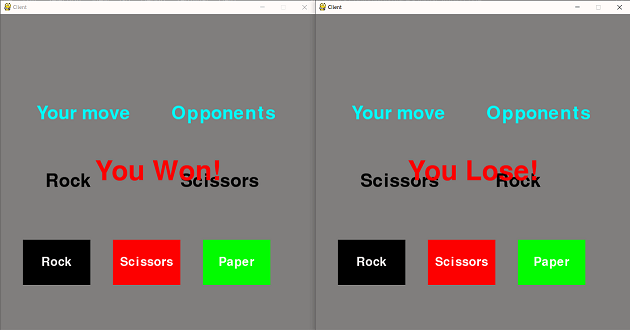 Client
Your move Opponents
You Won!
Rock Scissors
Rock Scissors Paper
Client
Your move Opponents
You Lose!
Scissors Rock
Rock Scissors Paper